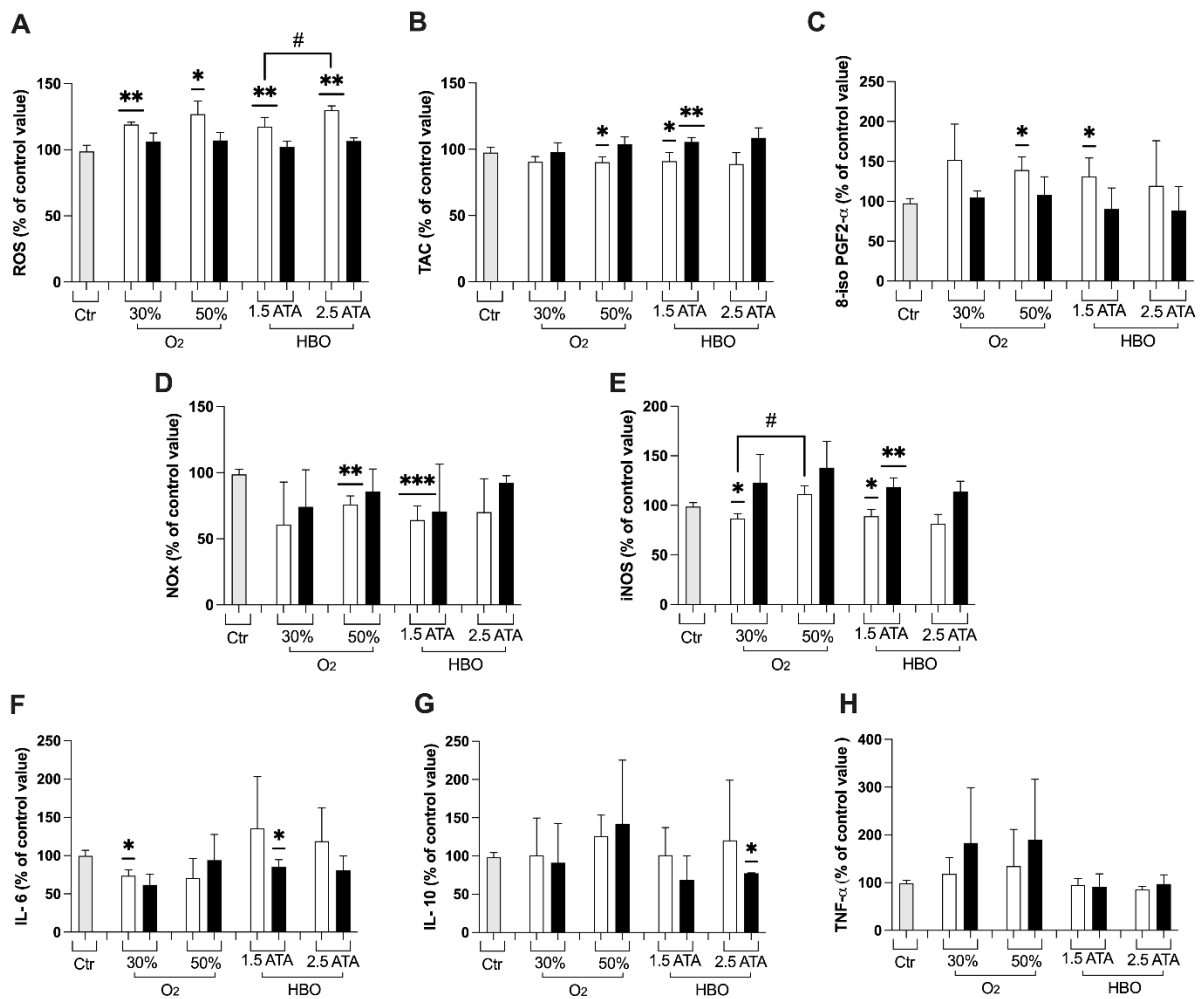 A
B
C
#
**
*
**
**
150
100
50
0
ROS (% of control value)
Ctr
30%
50%
1.5 ATA
2.5 ATA
O2
HBO
*
*
**
150
100
50
0
TAC (% of control value)
Ctr
30%
50%
1.5 ATA
2.5 ATA
O2
HBO
*
*
250
200
150
100
50
0
8-iso PGF2-α (% of control value)
Ctr
30%
50%
1.5 ATA
2.5 ATA
O2
HBO
D
E
**
***
150
100
50
0
NOx (% of control value)
Ctr
30%
50%
1.5 ATA
2.5 ATA
O2
HBO
#
*
*
**
200
150
100
50
0
iNOS (% of control value)
Ctr
30%
50%
1.5 ATA
2.5 ATA
O2
HBO
F
G
H
*
*
250
200
150
100
50
0
IL- 6 (% of control value)
Ctr
30%
50%
1.5 ATA
2.5 ATA
O2
HBO
*
250
200
150
100
50
0
IL- 10 (% of control value)
Ctr
30%
50%
1.5 ATA
2.5 ATA
O2
HBO
400
300
200
100
0
TNF-α (% of control value )
Ctr
30%
50%
1.5 ATA
2.5 ATA
O2
HBO